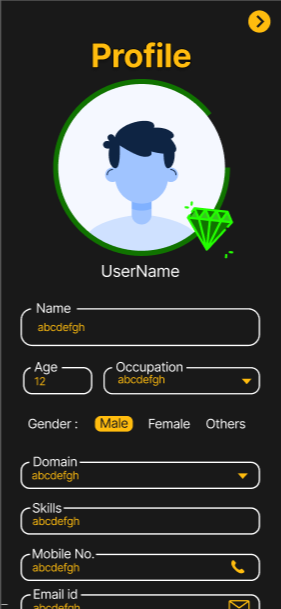 Profile
UserName
Name
abcdefgh
Age
12
Occupation
abcdefgh
Gender : Male Female Others
Domain
abcdefgh
Skills
abcdefgh
Mobile No.
abcdefgh
Email id
abcdefgh